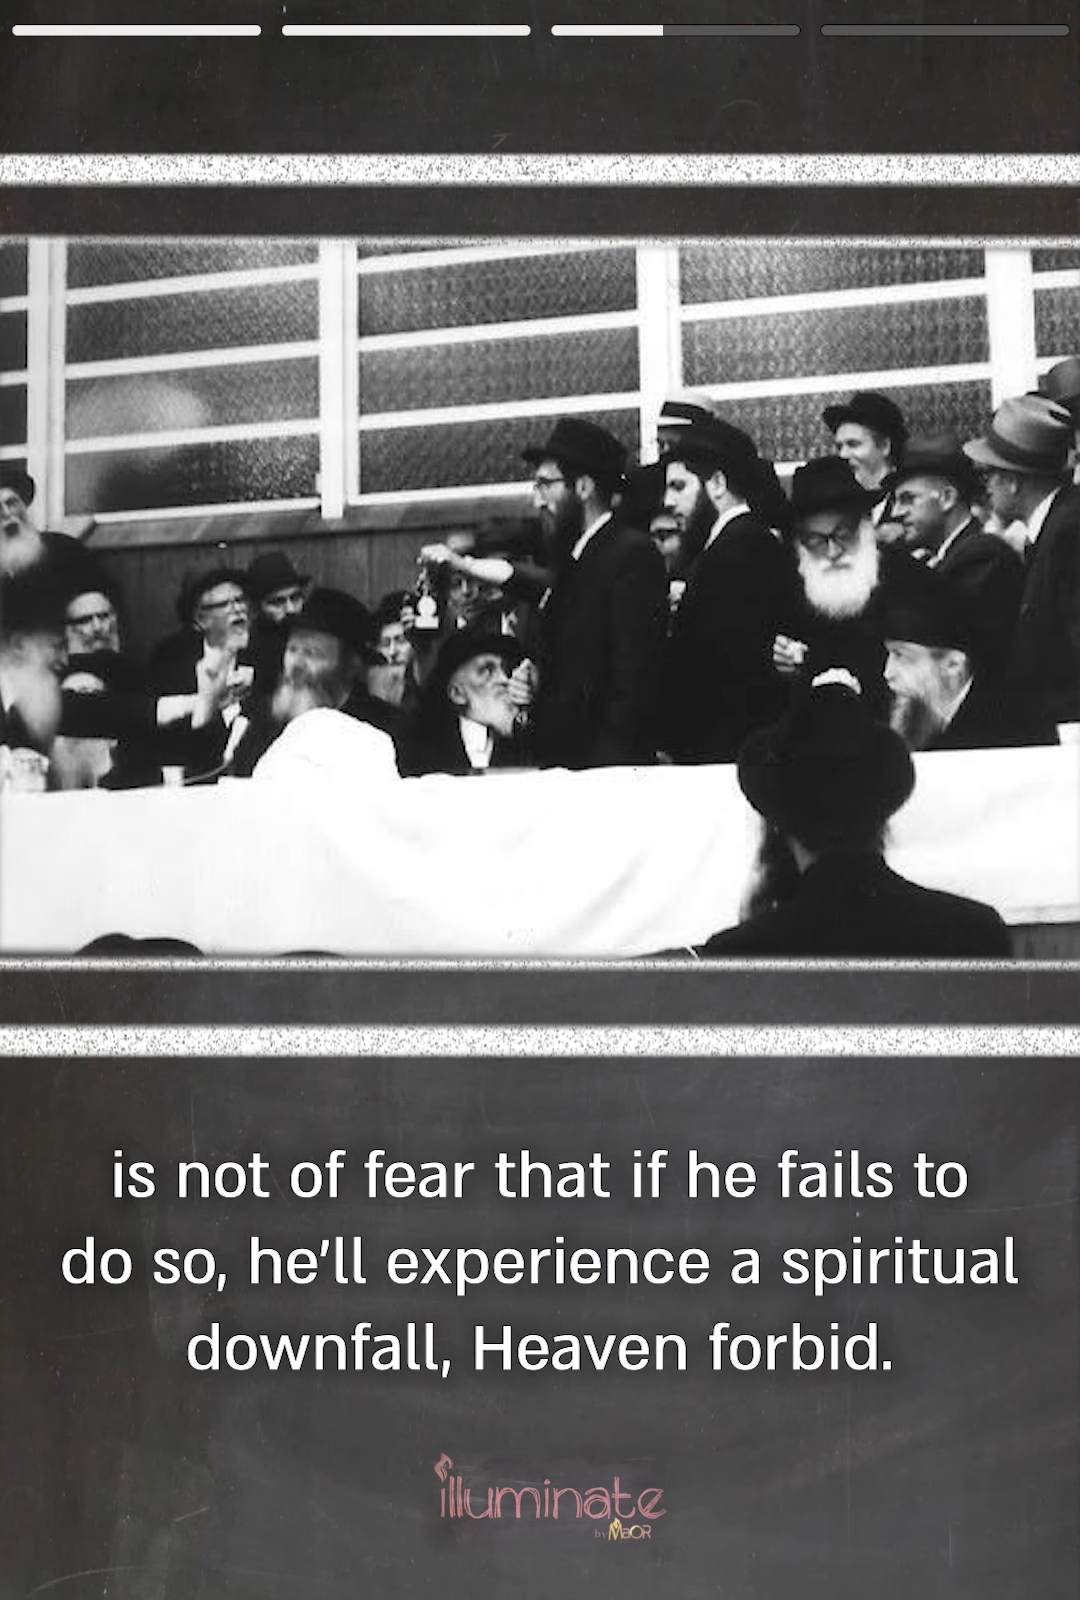 is not of fear that if he fails to
do so, he'll experience a spiritual
downfall, Heaven forbid.
illuminate
by MaOR